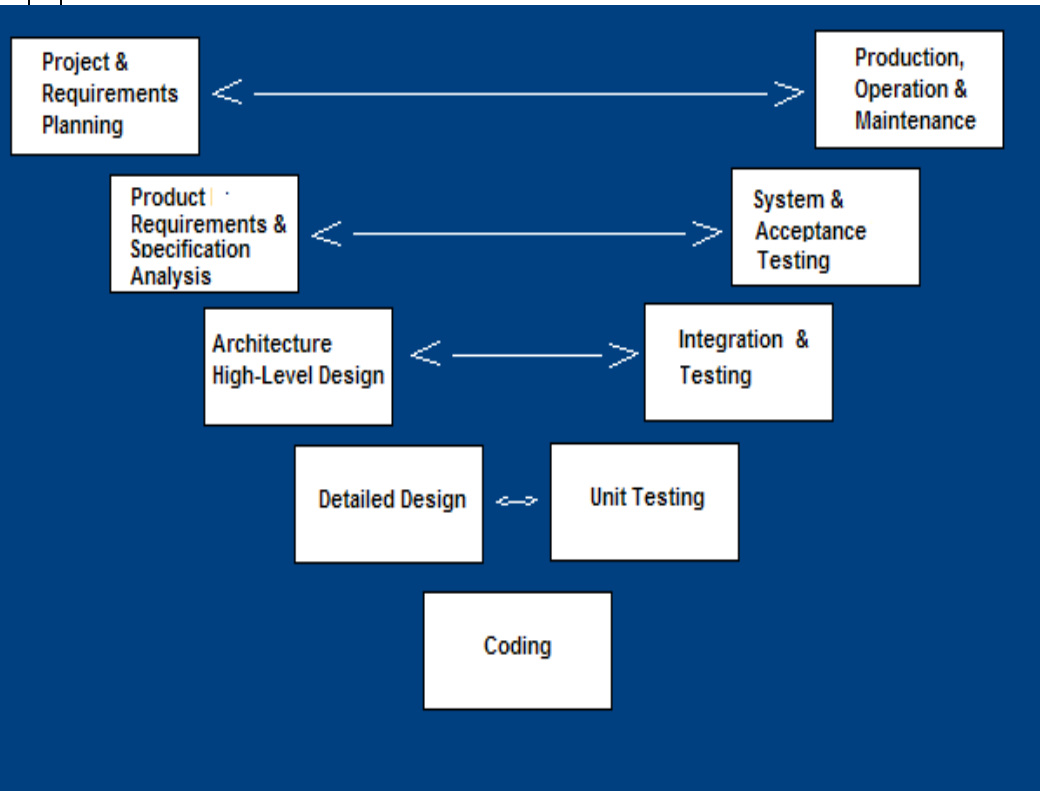 Project &
Requirements
Planning
Production,
Operation &
Maintenance
Product
Requirements &
Specification
Analysis
System &
Acceptance
Testing
Architecture
High-Level Design
Integration &
Testing
Detailed Design
Unit Testing
Coding